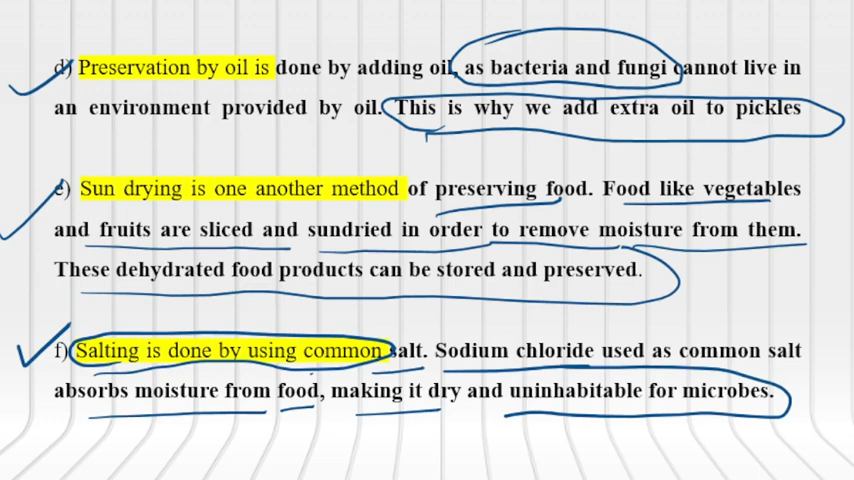 d) Preservation by oil is done by adding oil, as bacteria and fungi cannot live in
an environment provided by oil. This is why we add extra oil to pickles
e) Sun drying is one another method of preserving food. Food like vegetables
and fruits are sliced and sundried in order to remove moisture from them.
These dehydrated food products can be stored and preserved.
f) Salting is done by using common salt. Sodium chloride used as common salt
absorbs moisture from food, making it dry and uninhabitable for microbes.